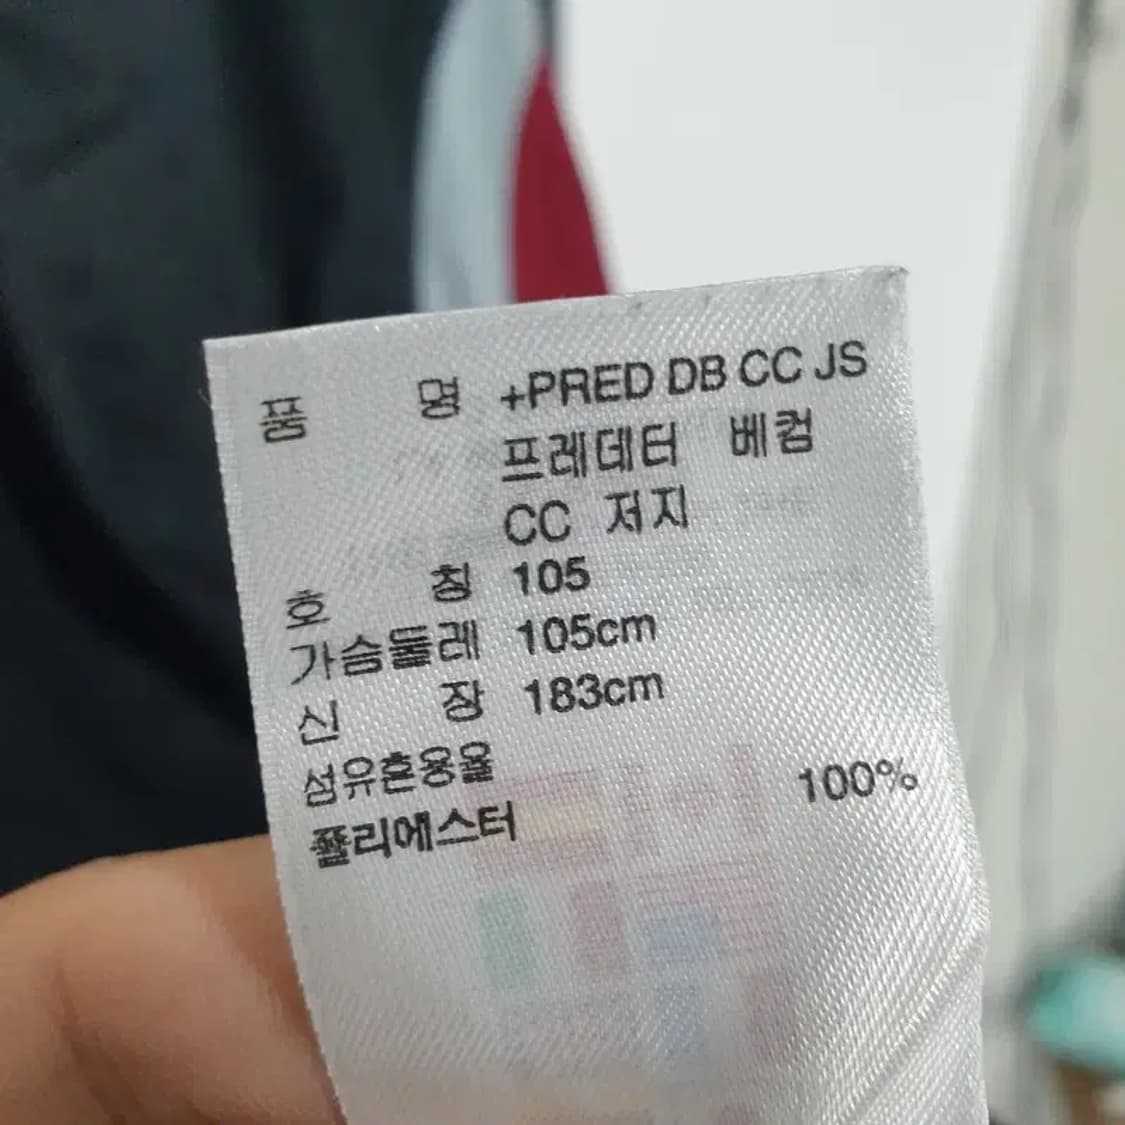 품 명 +PRED DB CC JS
프레데터 베컴
CC 저지
호 칭 105
가슴둘레 105cm
신 장 183cm
섬유혼용율
폴리에스터 100%